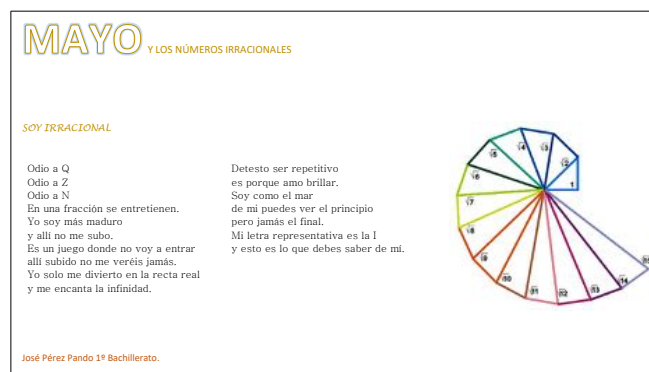 MAYO Y LOS NÚMEROS IRRACIONALES
SOY IRRACIONAL
Odio a Q
Odio a Z
Odio a N
En una fracción se entretienen.
Yo soy más maduro
y allí no me subo.
Es un juego donde no voy a entrar
allí subido no me veréis jamás.
Yo solo me divierto en la recta real
y me encanta la infinidad.
Detesto ser repetitivo
es porque amo brillar.
Soy como el mar
de mi puedes ver el principio
pero jamás el final.
Mi letra representativa es la I
y esto es lo que debes saber de mí.
1
√2
√3
√4
√5
√6
√7
√8
√9
√10
√11
√12
√13
√14
José Pérez Pando 1º Bachillerato.